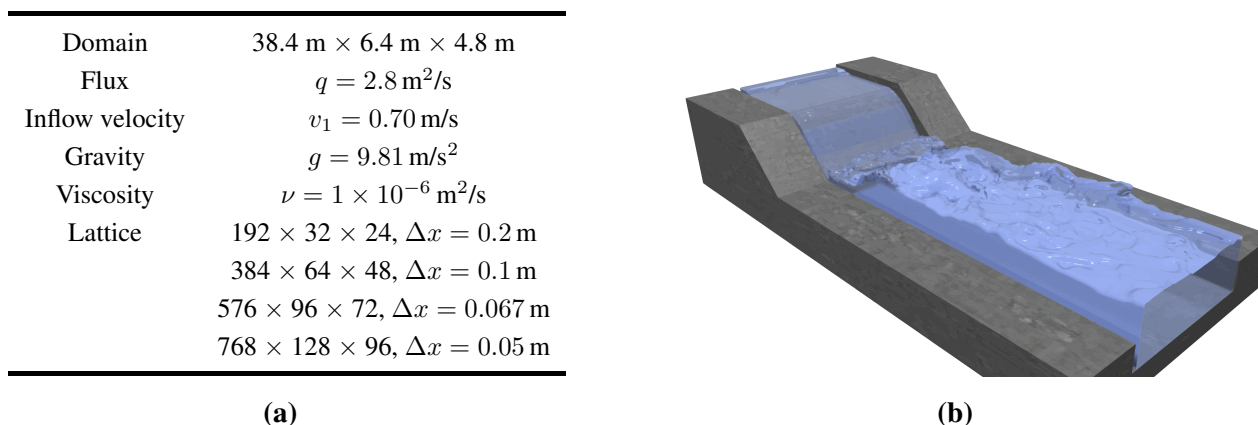 Domain 38.4 m × 6.4 m × 4.8 m
Flux q = 2.8 m²/s
Inflow velocity v₁ = 0.70 m/s
Gravity g = 9.81 m/s²
Viscosity ν = 1 × 10⁻⁶ m²/s
Lattice 192 × 32 × 24, Δx = 0.2 m
384 × 64 × 48, Δx = 0.1 m
576 × 96 × 72, Δx = 0.067 m
768 × 128 × 96, Δx = 0.05 m
(a) (b)